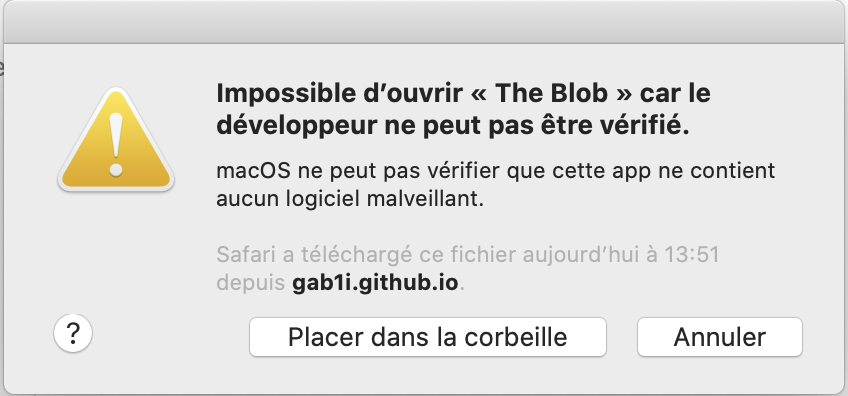 Impossible d’ouvrir « The Blob » car le
développeur ne peut pas être vérifié.
macOS ne peut pas vérifier que cette app ne contient
aucun logiciel malveillant.
Safari a téléchargé ce fichier aujourd’hui à 13:51
depuis gab1i.github.io.
?
Placer dans la corbeille
Annuler